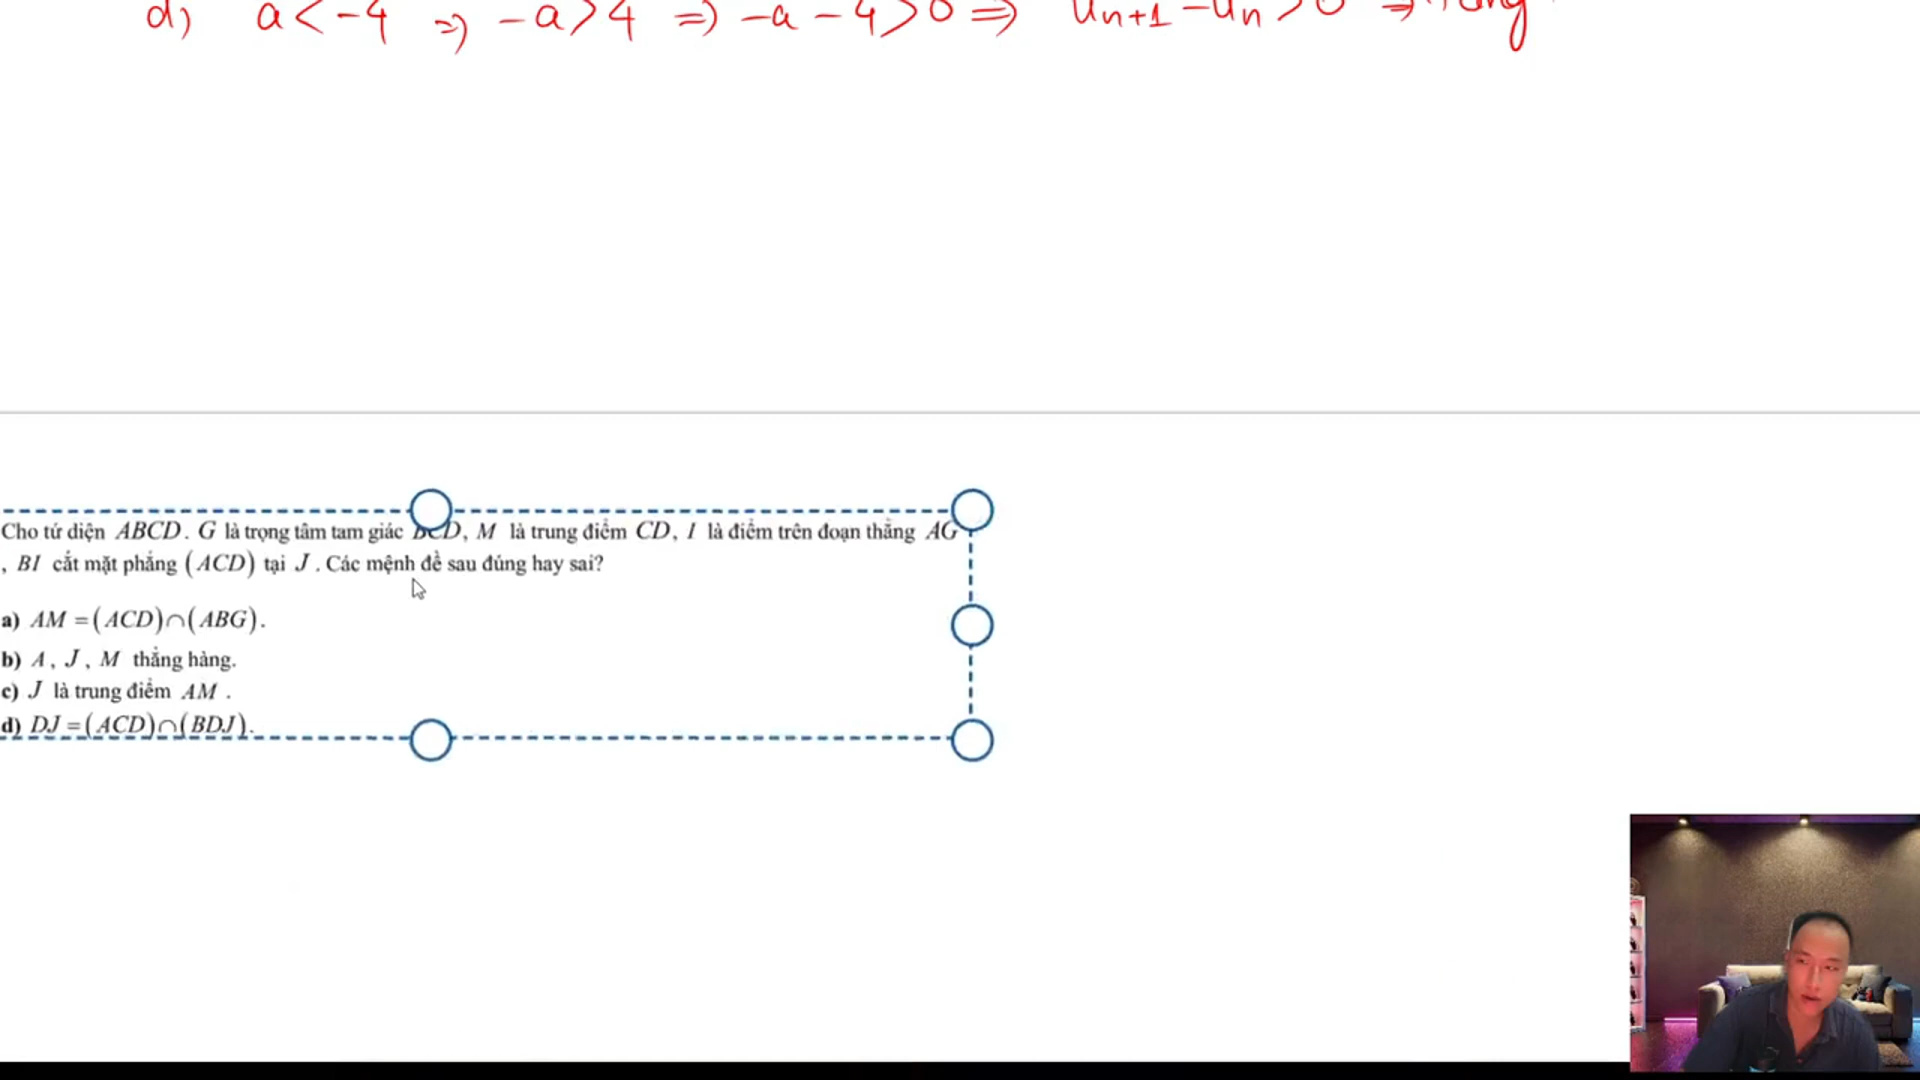 d) a < -4 => -a > 4 => -a - 4 > 0 => u_{n+1} - u_n > 0 =>
Cho tứ diện ABCD. G là trọng tâm tam giác BCD, M là trung điểm CD, I là điểm trên đoạn thẳng AG
, BI cắt mặt phẳng (ACD) tại J. Các mệnh đề sau đúng hay sai?
a) AM = (ACD)∩(ABG).
b) A, J, M thẳng hàng.
c) J là trung điểm AM.
d) DJ = (ACD)∩(BDJ).